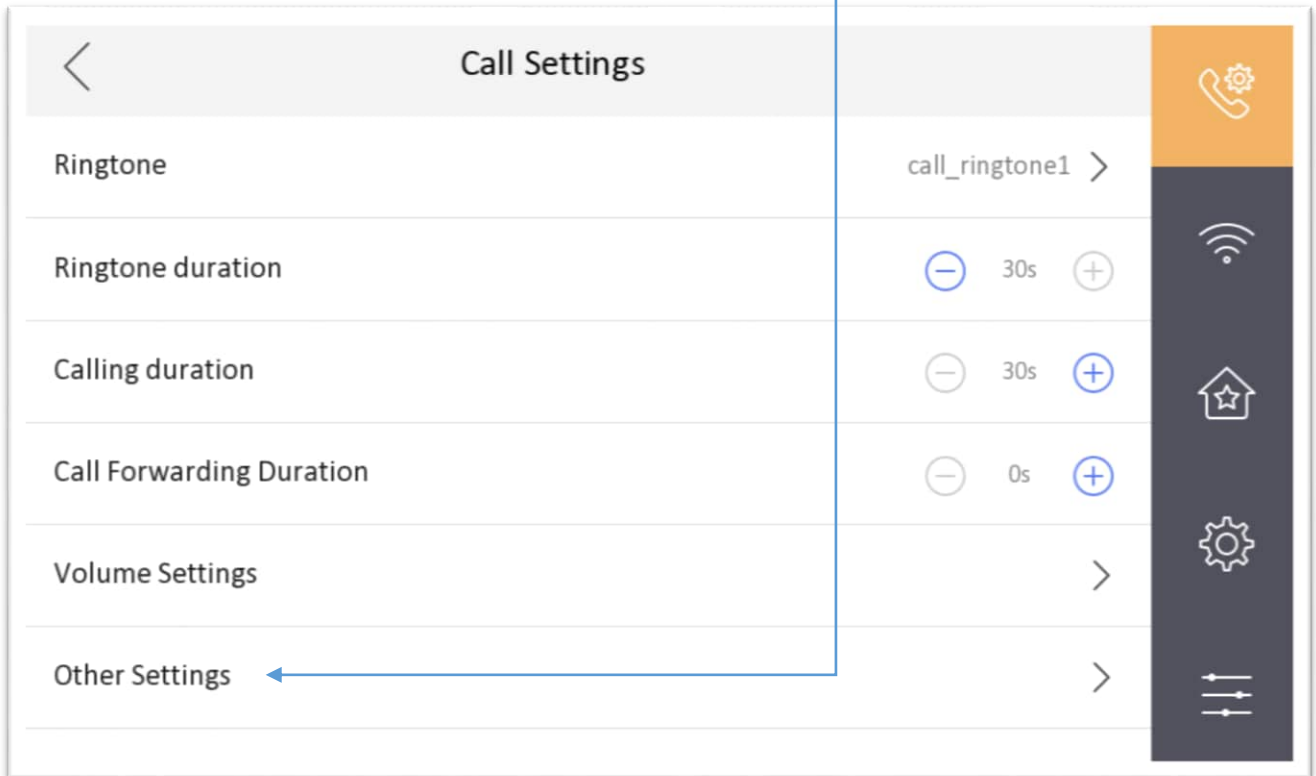 Call Settings
Ringtone call_ringtone1
Ringtone duration 30s
Calling duration 30s
Call Forwarding Duration 0s
Volume Settings
Other Settings